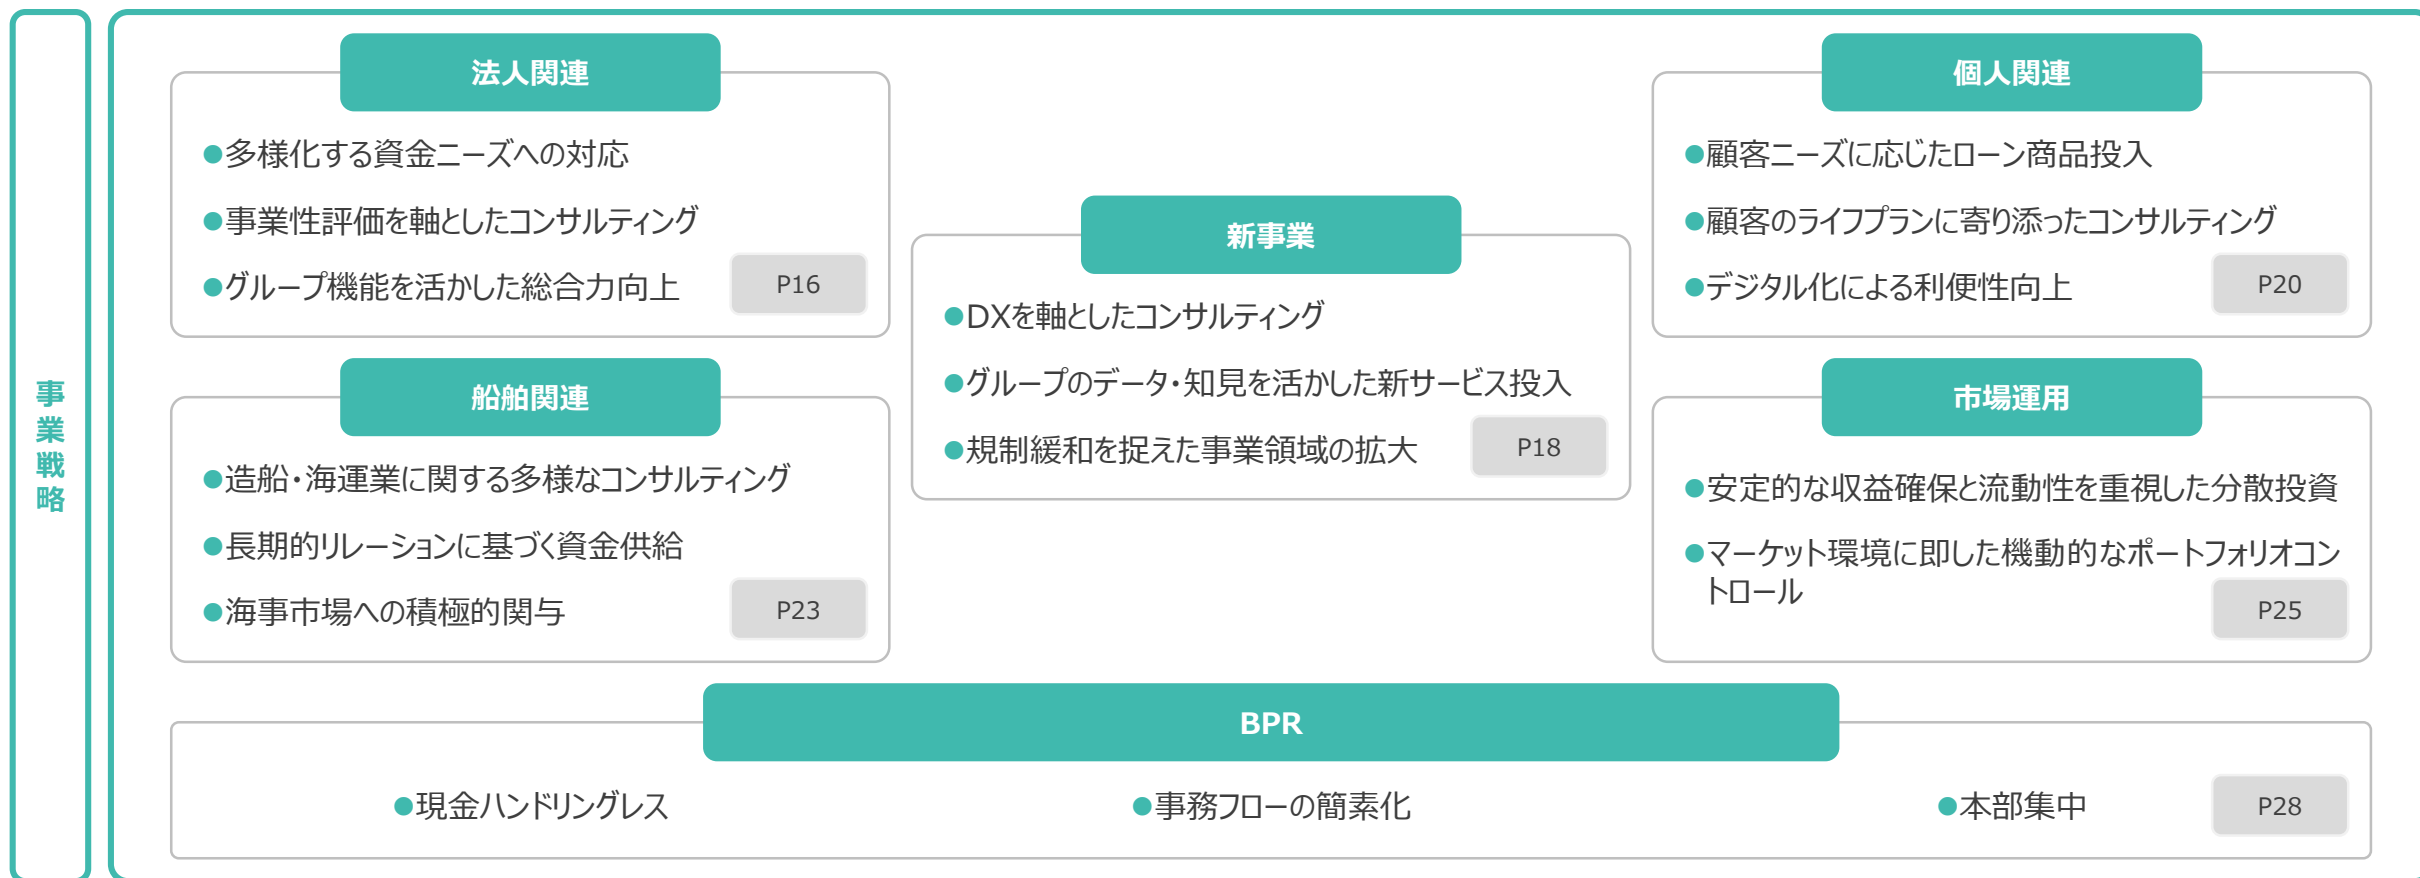 事業戦略
法人関連
●多様化する資金ニーズへの対応
●事業性評価を軸としたコンサルティング
●グループ機能を活かした総合力向上
P16
船舶関連
●造船・海運業に関する多様なコンサルティング
●長期的リレーションに基づく資金供給
●海事市場への積極的関与
P23
新事業
●DXを軸としたコンサルティング
●グループのデータ・知見を活かした新サービス投入
●規制緩和を捉えた事業領域の拡大
P18
個人関連
●顧客ニーズに応じたローン商品投入
●顧客のライフプランに寄り添ったコンサルティング
●デジタル化による利便性向上
P20
市場運用
●安定的な収益確保と流動性を重視した分散投資
●マーケット環境に即した機動的なポートフォリオコン
トロール
P25
BPR
●現金ハンドリングレス
●事務フローの簡素化
●本部集中
P28